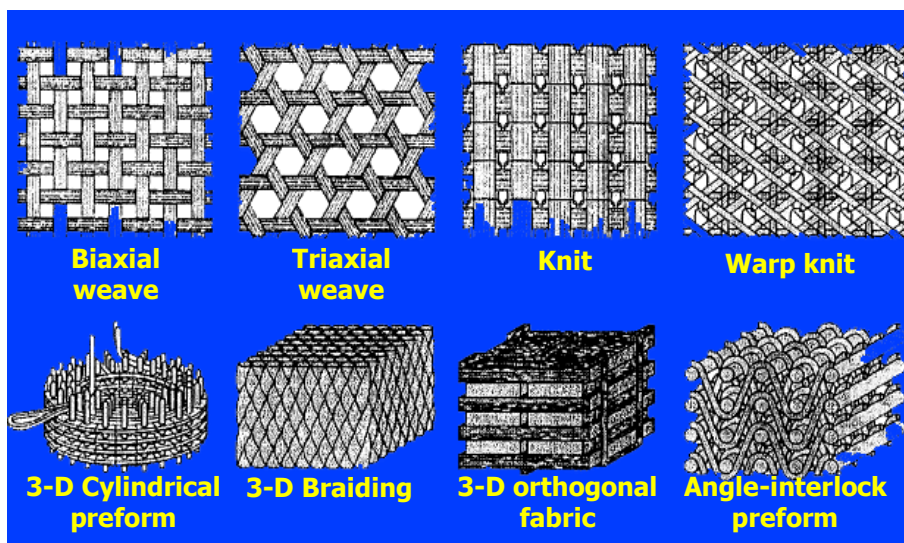 Biaxial
weave
Triaxial
weave
Knit
Warp knit
3-D Cylindrical
preform
3-D Braiding
3-D orthogonal
fabric
Angle-interlock
preform